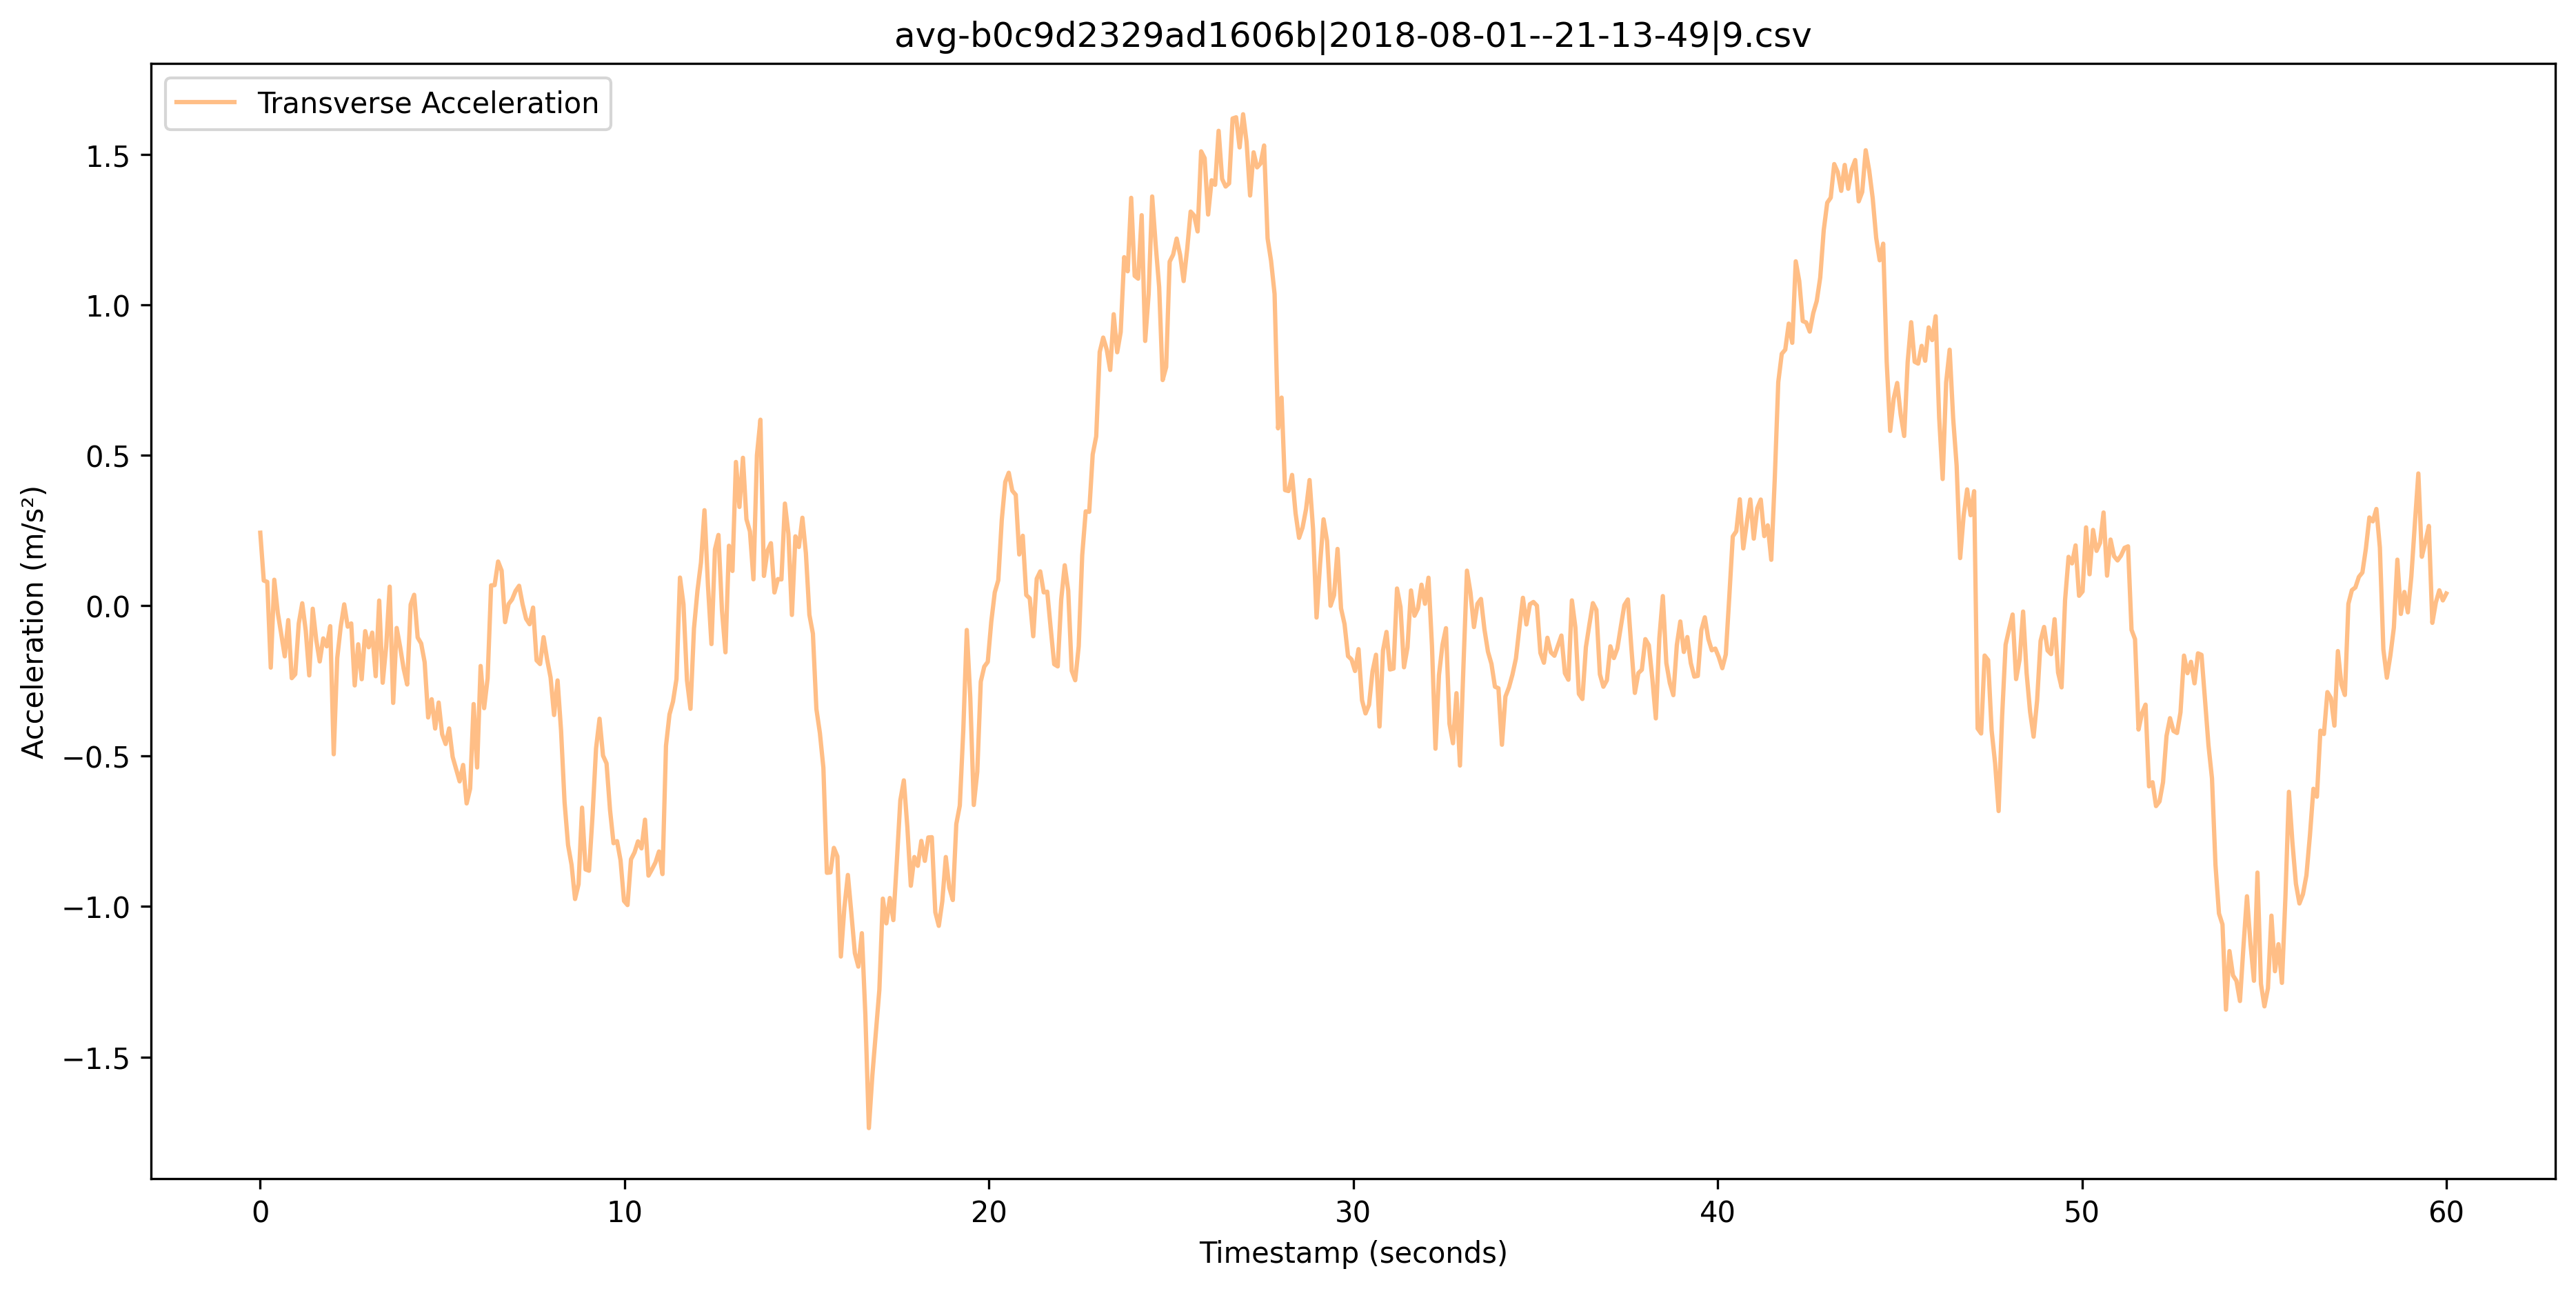 avg-b0c9d2329ad1606b|2018-08-01--21-13-49|9.csv
Transverse Acceleration
Acceleration (m/s²)
1.5
1.0
0.5
0.0
−0.5
−1.0
−1.5
0 10 20 30 40 50 60
Timestamp (seconds)